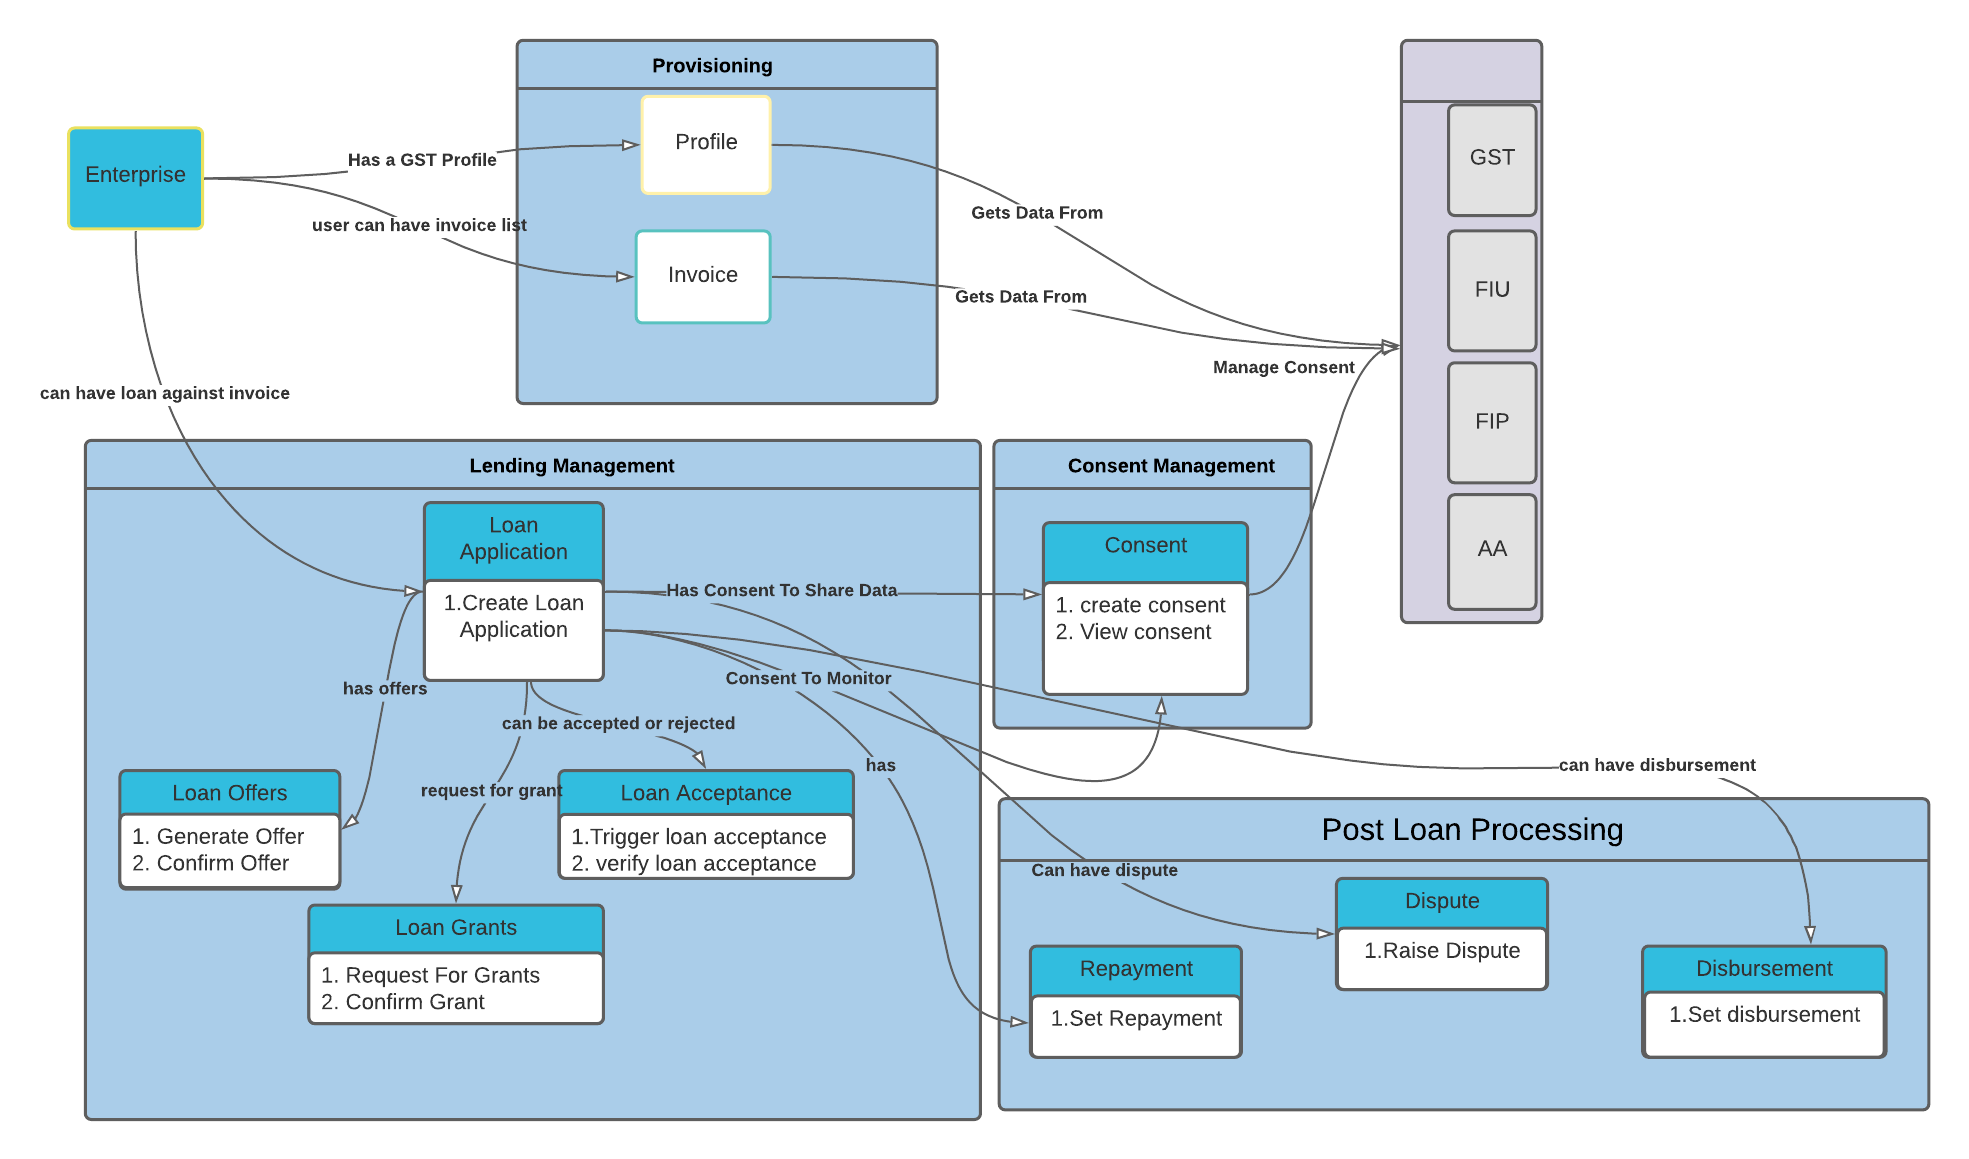 Provisioning
Enterprise
Has a GST Profile
Profile
GST
user can have invoice list
Gets Data From
Invoice
Gets Data From
FIU
Manage Consent
can have loan against invoice
FIP
Lending Management
Consent Management
Loan
Application
1.Create Loan
Application
Has Consent To Share Data
Consent
1. create consent
2. View consent
AA
has offers
Consent To Monitor
can be accepted or rejected
has
can have disbursement
request for grant
Loan Offers
1. Generate Offer
2. Confirm Offer
Loan Acceptance
1.Trigger loan acceptance
2. verify loan acceptance
Loan Grants
1. Request For Grants
2. Confirm Grant
Post Loan Processing
Can have dispute
Dispute
1.Raise Dispute
Repayment
1.Set Repayment
Disbursement
1.Set disbursement